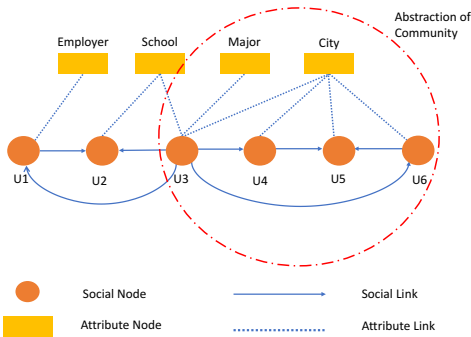 Abstraction of
Community
Employer
School
Major
City
U1
U2
U3
U4
U5
U6
Social Node
Social Link
Attribute Node
Attribute Link